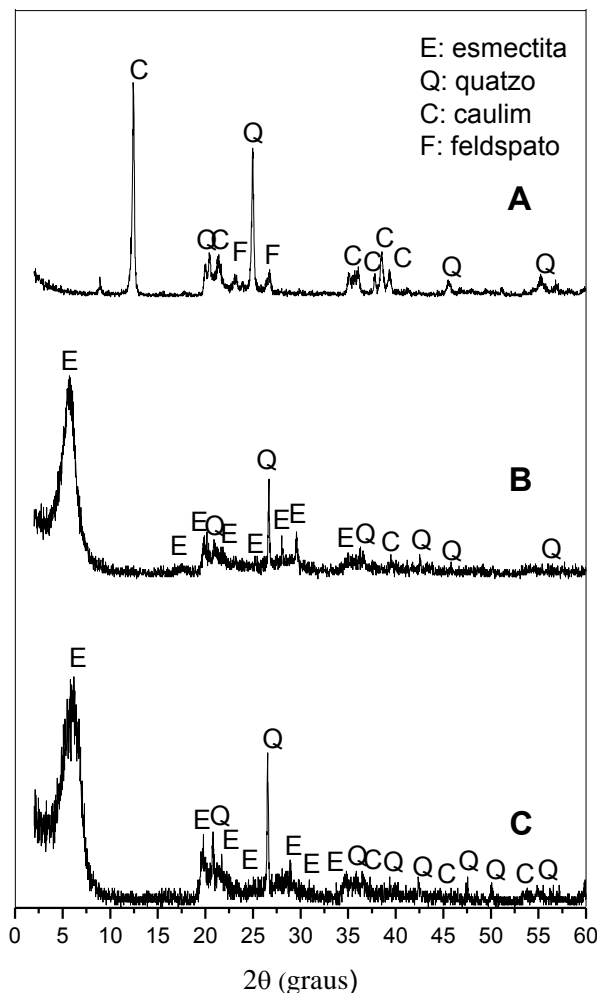 E: esmectita
Q: quatzo
C: caulim
F: feldspato
A
C
Q
Q C F F C C C C Q Q
B
E
Q
E E Q E E E E E Q C Q Q Q
C
E
Q
E Q E E E E E Q C Q Q C Q Q C Q
0 5 10 15 20 25 30 35 40 45 50 55 60
2θ (graus)